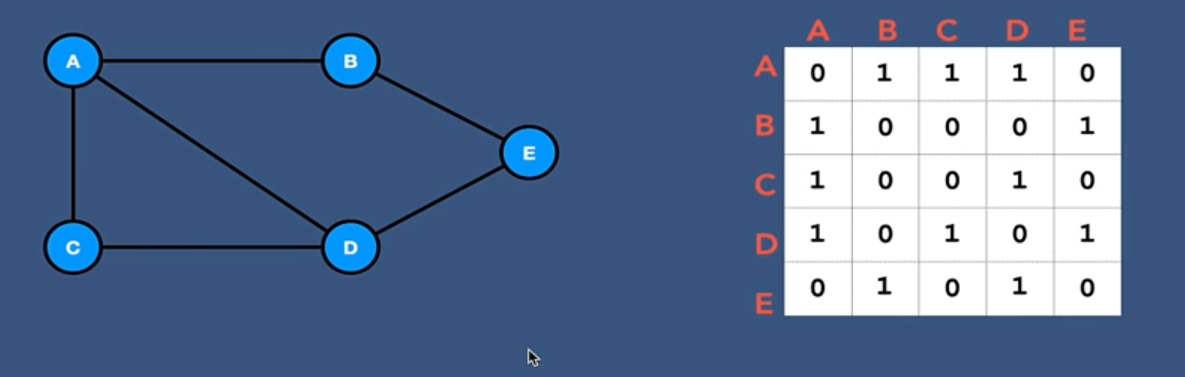 A B C D E
A B
E
C D
A 0 1 1 1 0
B 1 0 0 0 1
C 1 0 0 1 0
D 1 0 1 0 1
E 0 1 0 1 0